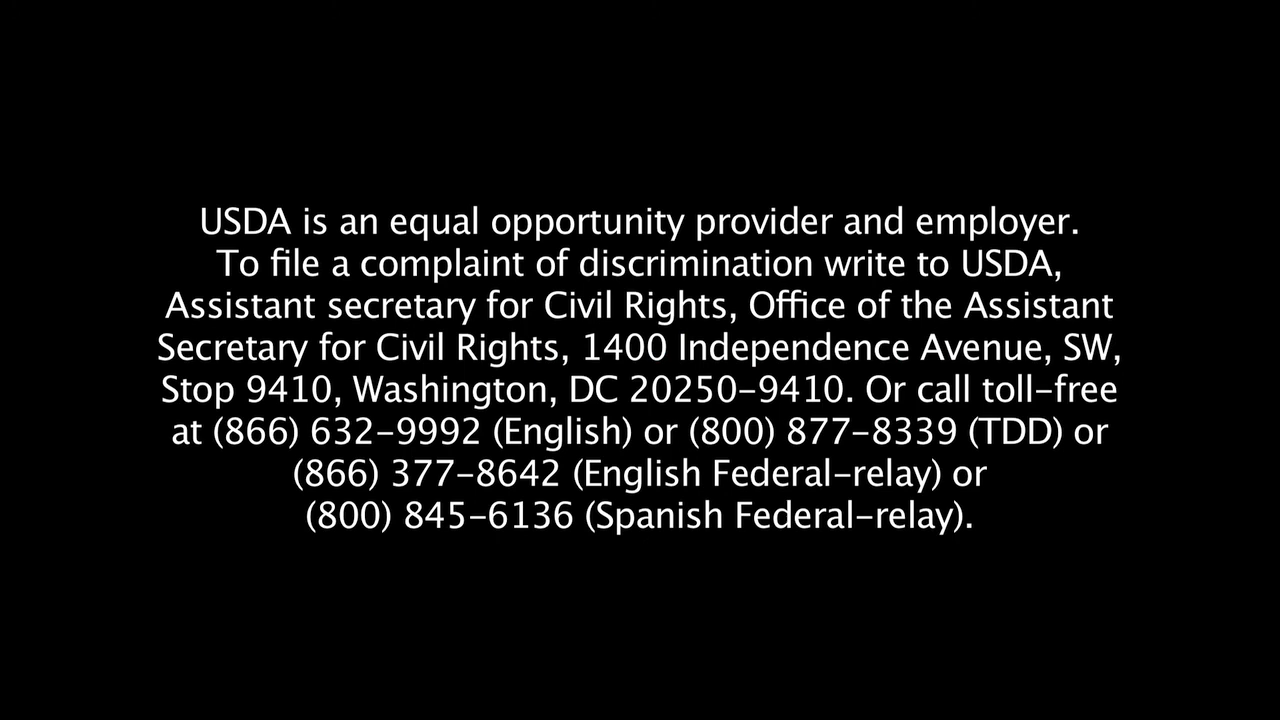 USDA is an equal opportunity provider and employer.
To file a complaint of discrimination write to USDA,
Assistant secretary for Civil Rights, Office of the Assistant
Secretary for Civil Rights, 1400 Independence Avenue, SW,
Stop 9410, Washington, DC 20250-9410. Or call toll-free
at (866) 632-9992 (English) or (800) 877-8339 (TDD) or
(866) 377-8642 (English Federal-relay) or
(800) 845-6136 (Spanish Federal-relay).